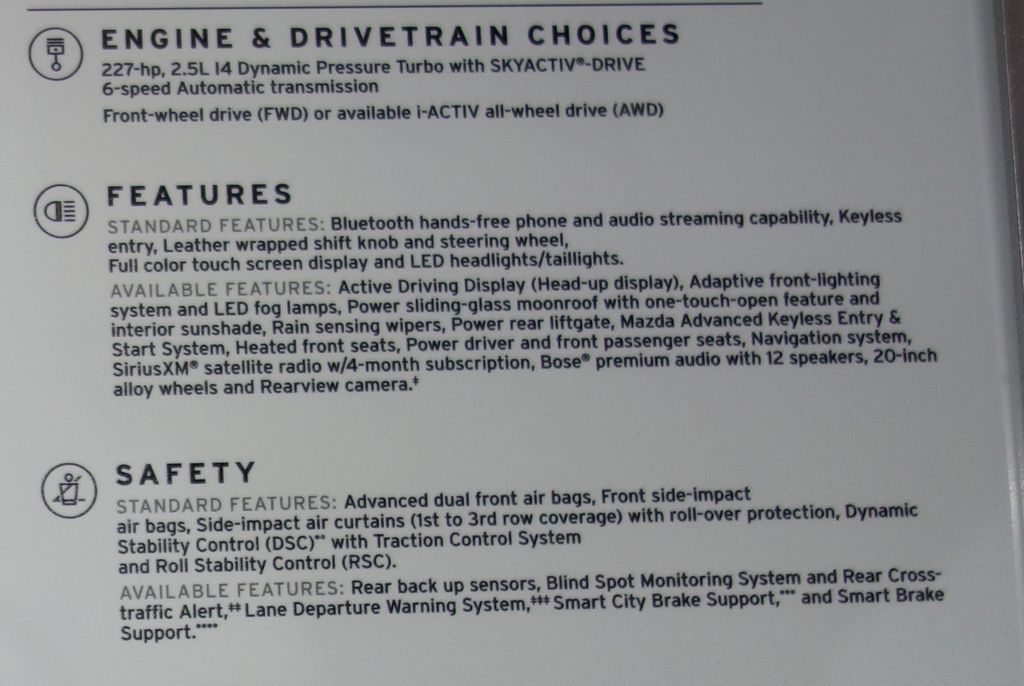 ENGINE & DRIVETRAIN CHOICES
227-hp, 2.5L I4 Dynamic Pressure Turbo with SKYACTIV®-DRIVE
6-speed Automatic transmission
Front-wheel drive (FWD) or available i-ACTIV all-wheel drive (AWD)
FEATURES
STANDARD FEATURES: Bluetooth hands-free phone and audio streaming capability, Keyless
entry, Leather wrapped shift knob and steering wheel,
Full color touch screen display and LED headlights/taillights.
AVAILABLE FEATURES: Active Driving Display (Head-up display), Adaptive front-lighting
system and LED fog lamps, Power sliding-glass moonroof with one-touch-open feature and
interior sunshade, Rain sensing wipers, Power rear liftgate, Mazda Advanced Keyless Entry &
Start System, Heated front seats, Power driver and front passenger seats, Navigation system,
SiriusXM® satellite radio w/4-month subscription, Bose® premium audio with 12 speakers, 20-inch
alloy wheels and Rearview camera.‡
SAFETY
STANDARD FEATURES: Advanced dual front air bags, Front side-impact
air bags, Side-impact air curtains (1st to 3rd row coverage) with roll-over protection, Dynamic
Stability Control (DSC)** with Traction Control System
and Roll Stability Control (RSC).
AVAILABLE FEATURES: Rear back up sensors, Blind Spot Monitoring System and Rear Cross-
traffic Alert,‡‡ Lane Departure Warning System,‡‡‡ Smart City Brake Support,*** and Smart Brake
Support.****